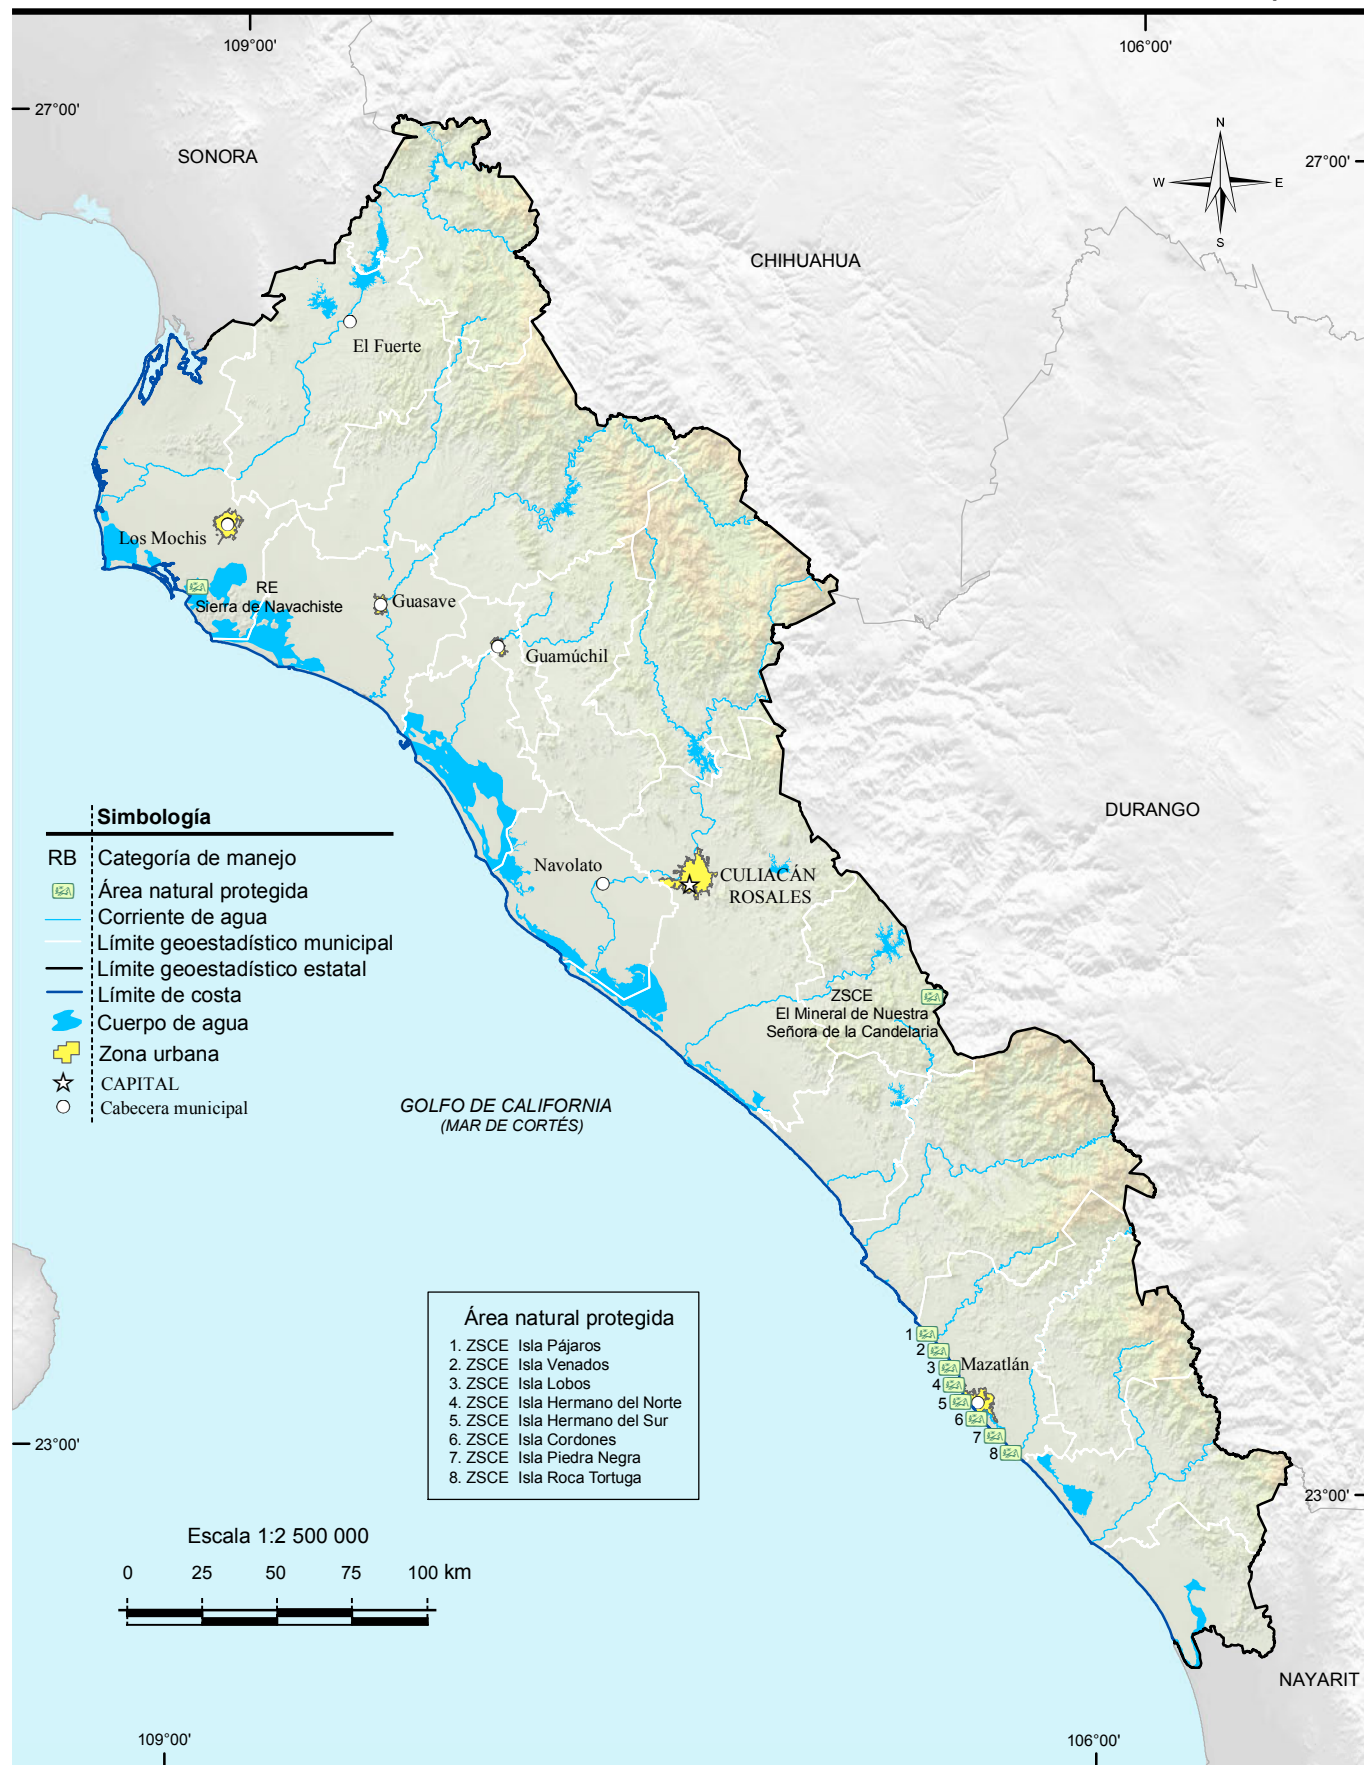 109°00'
106°00'
27°00'
27°00'
SONORA
N
W
E
S
CHIHUAHUA
El Fuerte
Los Mochis
RE
Sierra de Navachiste
Guasave
Guamúchil
DURANGO
Simbología
RB Categoría de manejo
Área natural protegida
Corriente de agua
Límite geoestadístico municipal
Límite geoestadístico estatal
Límite de costa
Cuerpo de agua
Zona urbana
CAPITAL
Cabecera municipal
Navolato
CULIACÁN
ROSALES
ZSCE
El Mineral de Nuestra
Señora de la Candelaria
GOLFO DE CALIFORNIA
(MAR DE CORTÉS)
Área natural protegida
1. ZSCE Isla Pájaros
2. ZSCE Isla Venados
3. ZSCE Isla Lobos
4. ZSCE Isla Hermano del Norte
5. ZSCE Isla Hermano del Sur
6. ZSCE Isla Cordones
7. ZSCE Isla Piedra Negra
8. ZSCE Isla Roca Tortuga
1
2
3
4
5
6
7
8
Mazatlán
23°00'
23°00'
Escala 1:2 500 000
0 25 50 75 100 km
NAYARIT
109°00'
106°00'